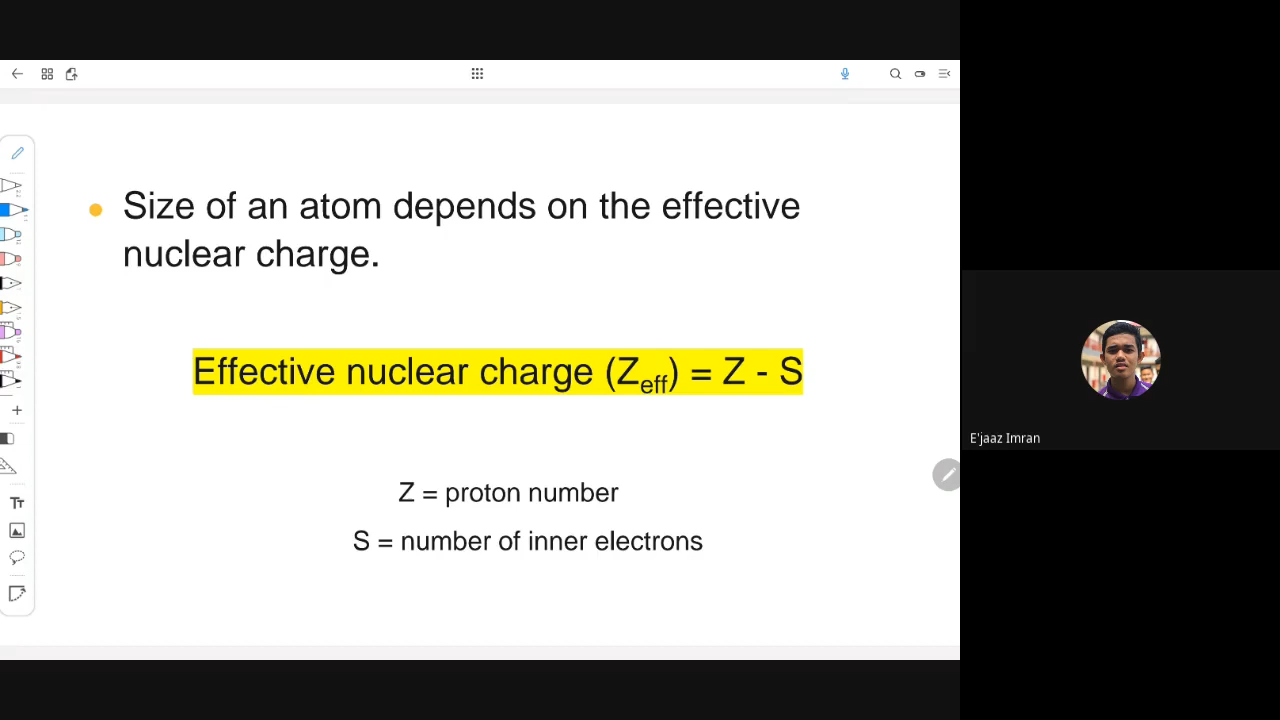 Size of an atom depends on the effective
nuclear charge.
Effective nuclear charge (Zeff) = Z - S
Z = proton number
S = number of inner electrons
E'jaaz Imran
TT